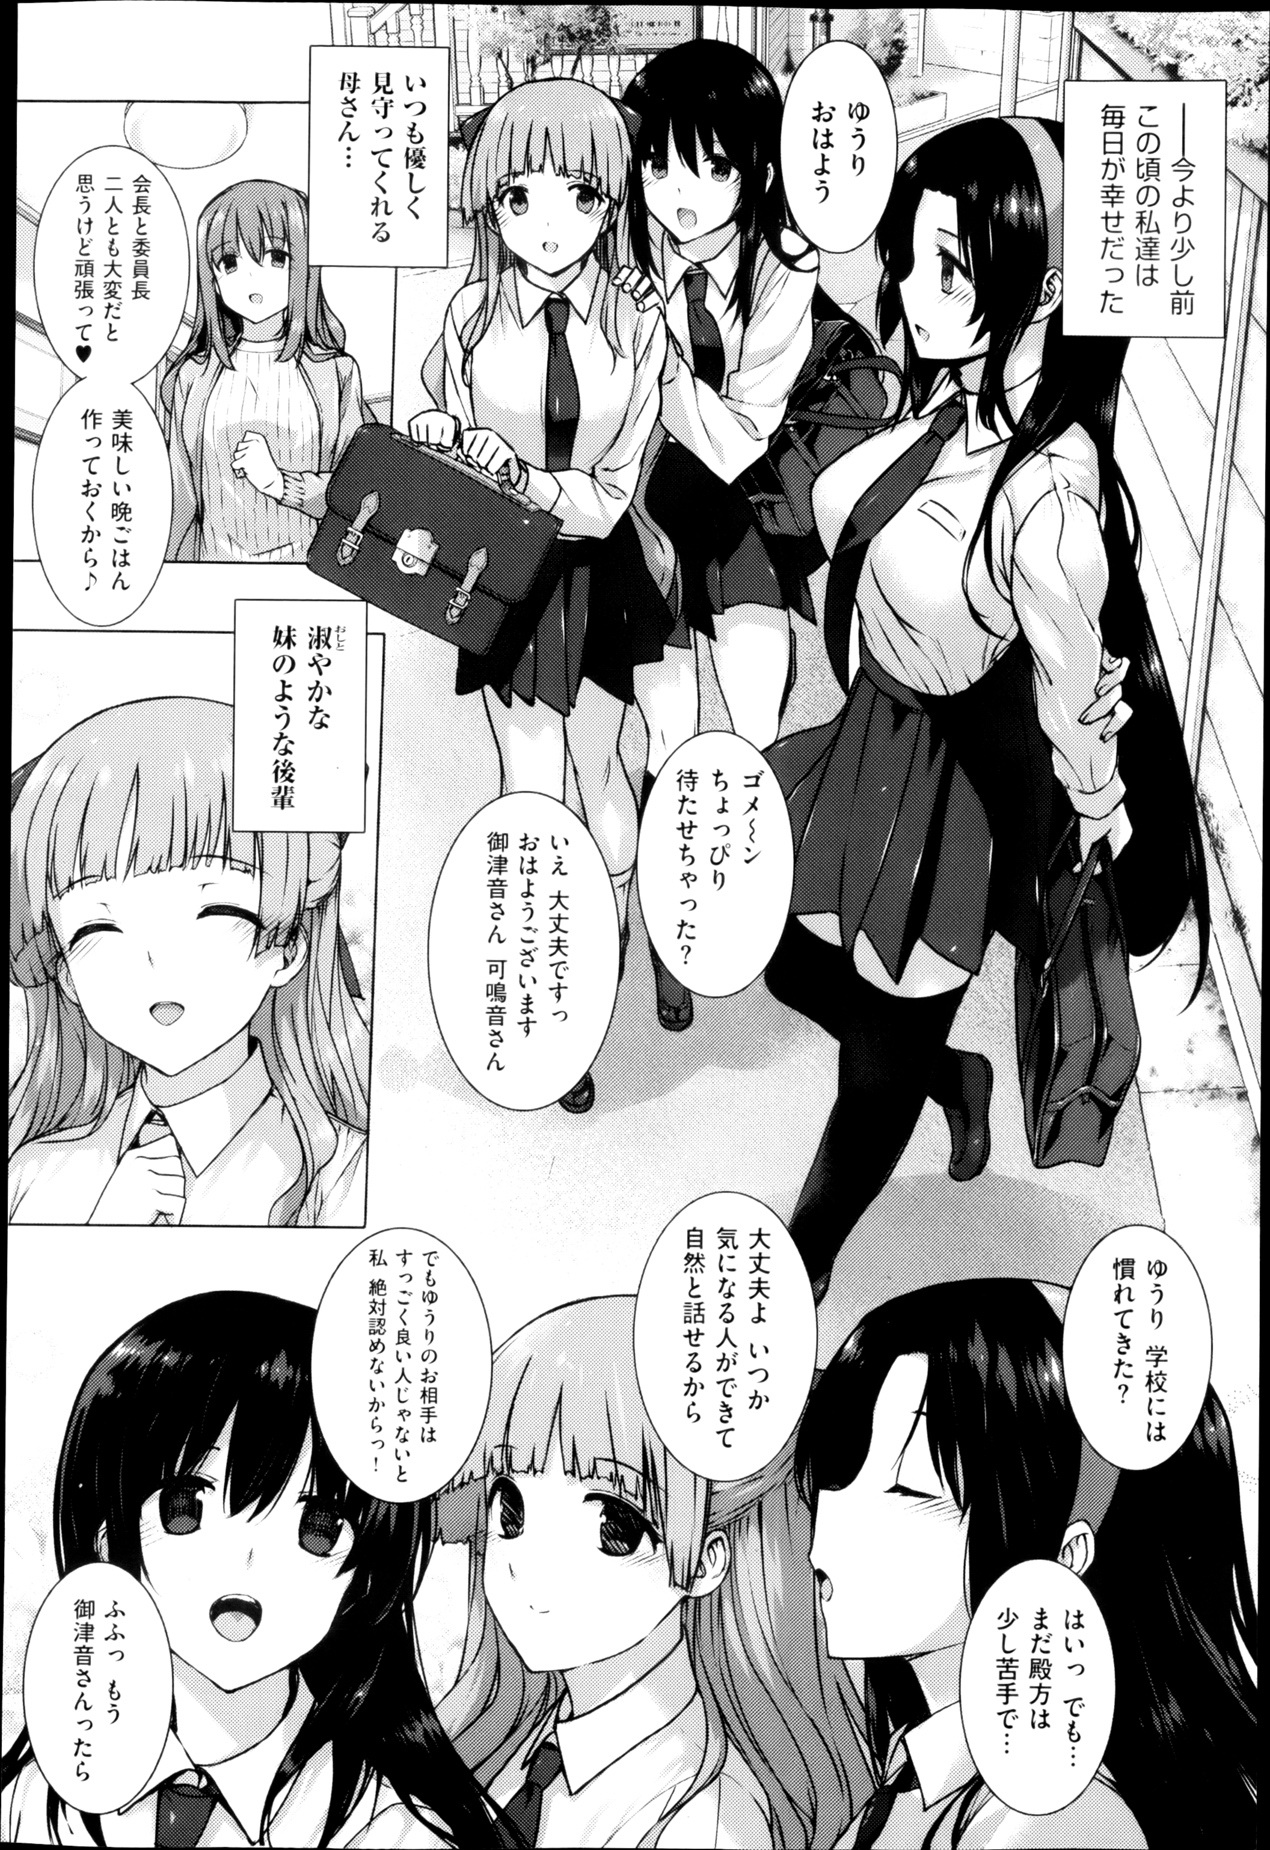 ――今より少し前
この頃の私達は
毎日が幸せだった
ゆうり
おはよう
いつも優しく
見守ってくれる
母さん…
会長と委員長
二人とも大変だと
思うけど頑張って♥
美味しい晩ごはん
作っておくから♪
ゴメ〜ン
ちょっぴり
待たせちゃった?
いえ 大丈夫ですっ
おはようございます
御津音さん 可鳴音さん
淑やかな
おしと
妹のような後輩
ゆうり 学校には
慣れてきた?
はいっ でも…
まだ殿方は
少し苦手で…
大丈夫よ いつか
気になる人ができて
自然と話せるから
でもゆうりのお相手は
すっごく良い人じゃないと
私 絶対認めないからっ!
ふふっ もう
御津音さんったら